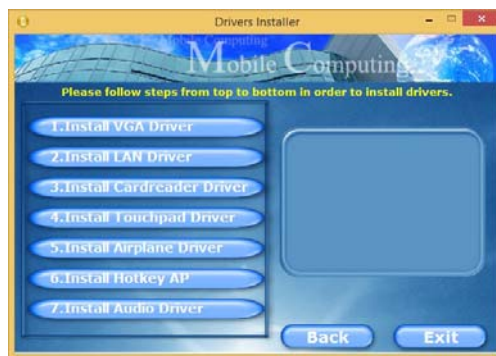 Drivers Installer
Mobile Computing
Mobile Computing
Please follow steps from top to bottom in order to install drivers.
1.Install VGA Driver
2.Install LAN Driver
3.Install Cardreader Driver
4.Install Touchpad Driver
5.Install Airplane Driver
6.Install Hotkey AP
7.Install Audio Driver
Back
Exit